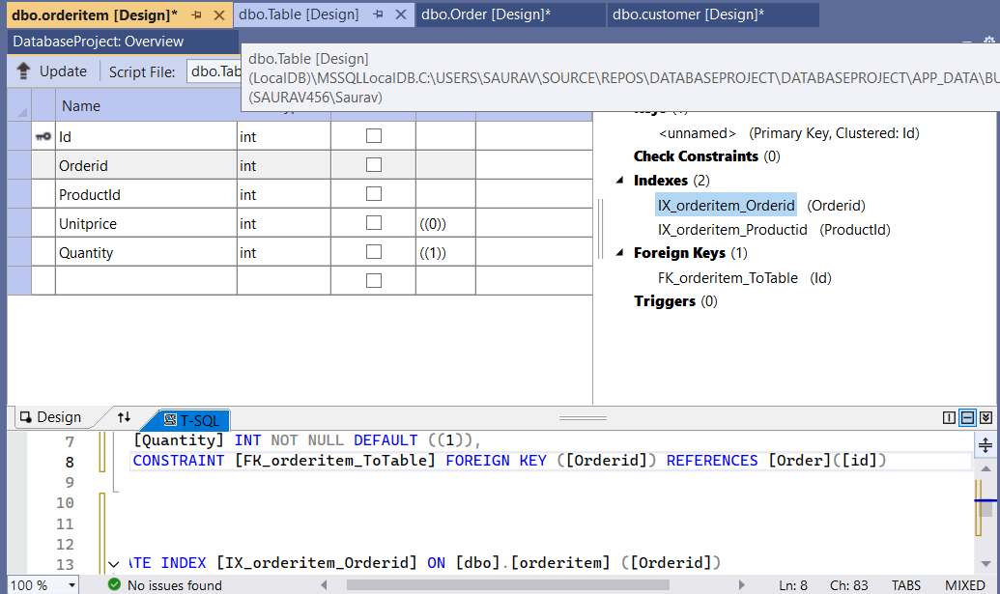 dbo.orderitem [Design]* dbo.Table [Design] dbo.Order [Design]* dbo.customer [Design]*
DatabaseProject: Overview
dbo.Table [Design]
(LocalDB)\MSSQLLocalDB.C:\USERS\SAURAV\SOURCE\REPOS\DATABASEPROJECT\DATABASEPROJECT\APP_DATA\BU
(SAURAV456\Saurav)
Update Script File: dbo.Tab
Name
Id int
Orderid int
ProductId int
Unitprice int ((0))
Quantity int ((1))
<unnamed> (Primary Key, Clustered: Id)
Check Constraints (0)
Indexes (2)
IX_orderitem_Orderid (Orderid)
IX_orderitem_Productid (ProductId)
Foreign Keys (1)
FK_orderitem_ToTable (Id)
Triggers (0)
Design T-SQL
7 [Quantity] INT NOT NULL DEFAULT ((1)),
8 CONSTRAINT [FK_orderitem_ToTable] FOREIGN KEY ([Orderid]) REFERENCES [Order]([id])
9
10
11
12
13 ATE INDEX [IX_orderitem_Orderid] ON [dbo].[orderitem] ([Orderid])
100 % No issues found Ln: 8 Ch: 83 TABS MIXED